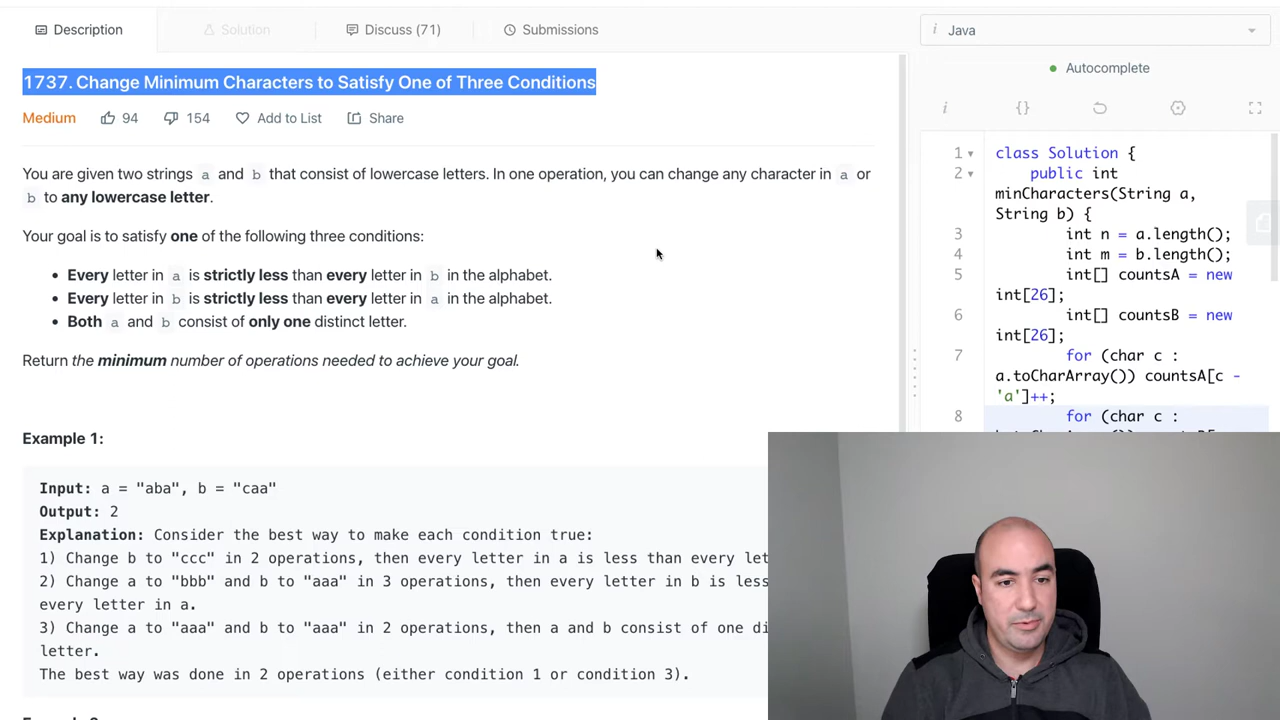 Description
Solution
Discuss (71)
Submissions
i Java
Autocomplete
1737. Change Minimum Characters to Satisfy One of Three Conditions
Medium 94 154 Add to List Share
i {}
You are given two strings a and b that consist of lowercase letters. In one operation, you can change any character in a or
b to any lowercase letter.
Your goal is to satisfy one of the following three conditions:
• Every letter in a is strictly less than every letter in b in the alphabet.
• Every letter in b is strictly less than every letter in a in the alphabet.
• Both a and b consist of only one distinct letter.
Return the minimum number of operations needed to achieve your goal.
Example 1:
Input: a = "aba", b = "caa"
Output: 2
Explanation: Consider the best way to make each condition true:
1) Change b to "ccc" in 2 operations, then every letter in a is less than every let
2) Change a to "bbb" and b to "aaa" in 3 operations, then every letter in b is less
every letter in a.
3) Change a to "aaa" and b to "aaa" in 2 operations, then a and b consist of one di
letter.
The best way was done in 2 operations (either condition 1 or condition 3).
1 class Solution {
2 public int
minCharacters(String a,
String b) {
3 int n = a.length();
4 int m = b.length();
5 int[] countsA = new
int[26];
6 int[] countsB = new
int[26];
7 for (char c :
a.toCharArray()) countsA[c -
'a']++;
8 for (char c :